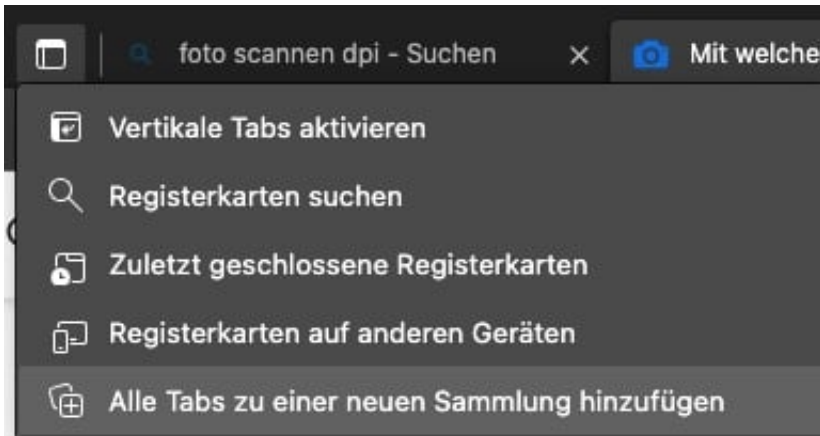 foto scannen dpi - Suchen
Mit welche
Vertikale Tabs aktivieren
Registerkarten suchen
Zuletzt geschlossene Registerkarten
Registerkarten auf anderen Geräten
Alle Tabs zu einer neuen Sammlung hinzufügen